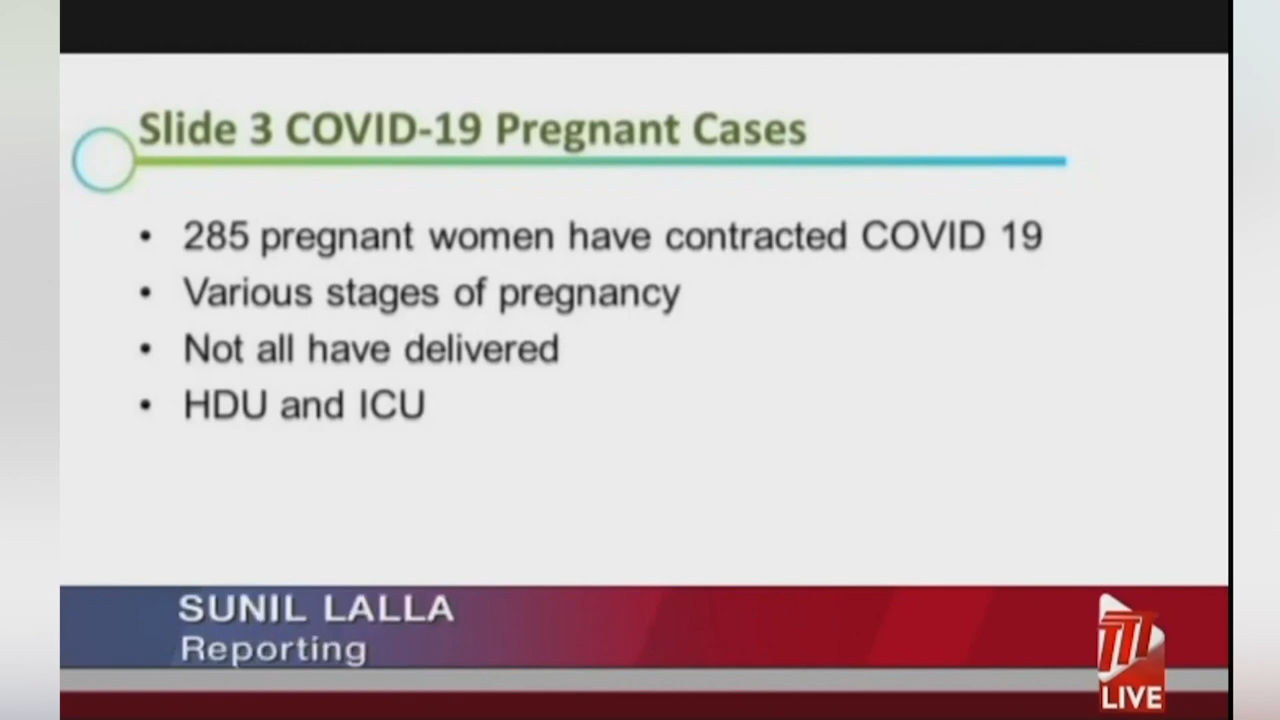 Slide 3 COVID-19 Pregnant Cases
• 285 pregnant women have contracted COVID 19
• Various stages of pregnancy
• Not all have delivered
• HDU and ICU
SUNIL LALLA
Reporting
TTT
LIVE